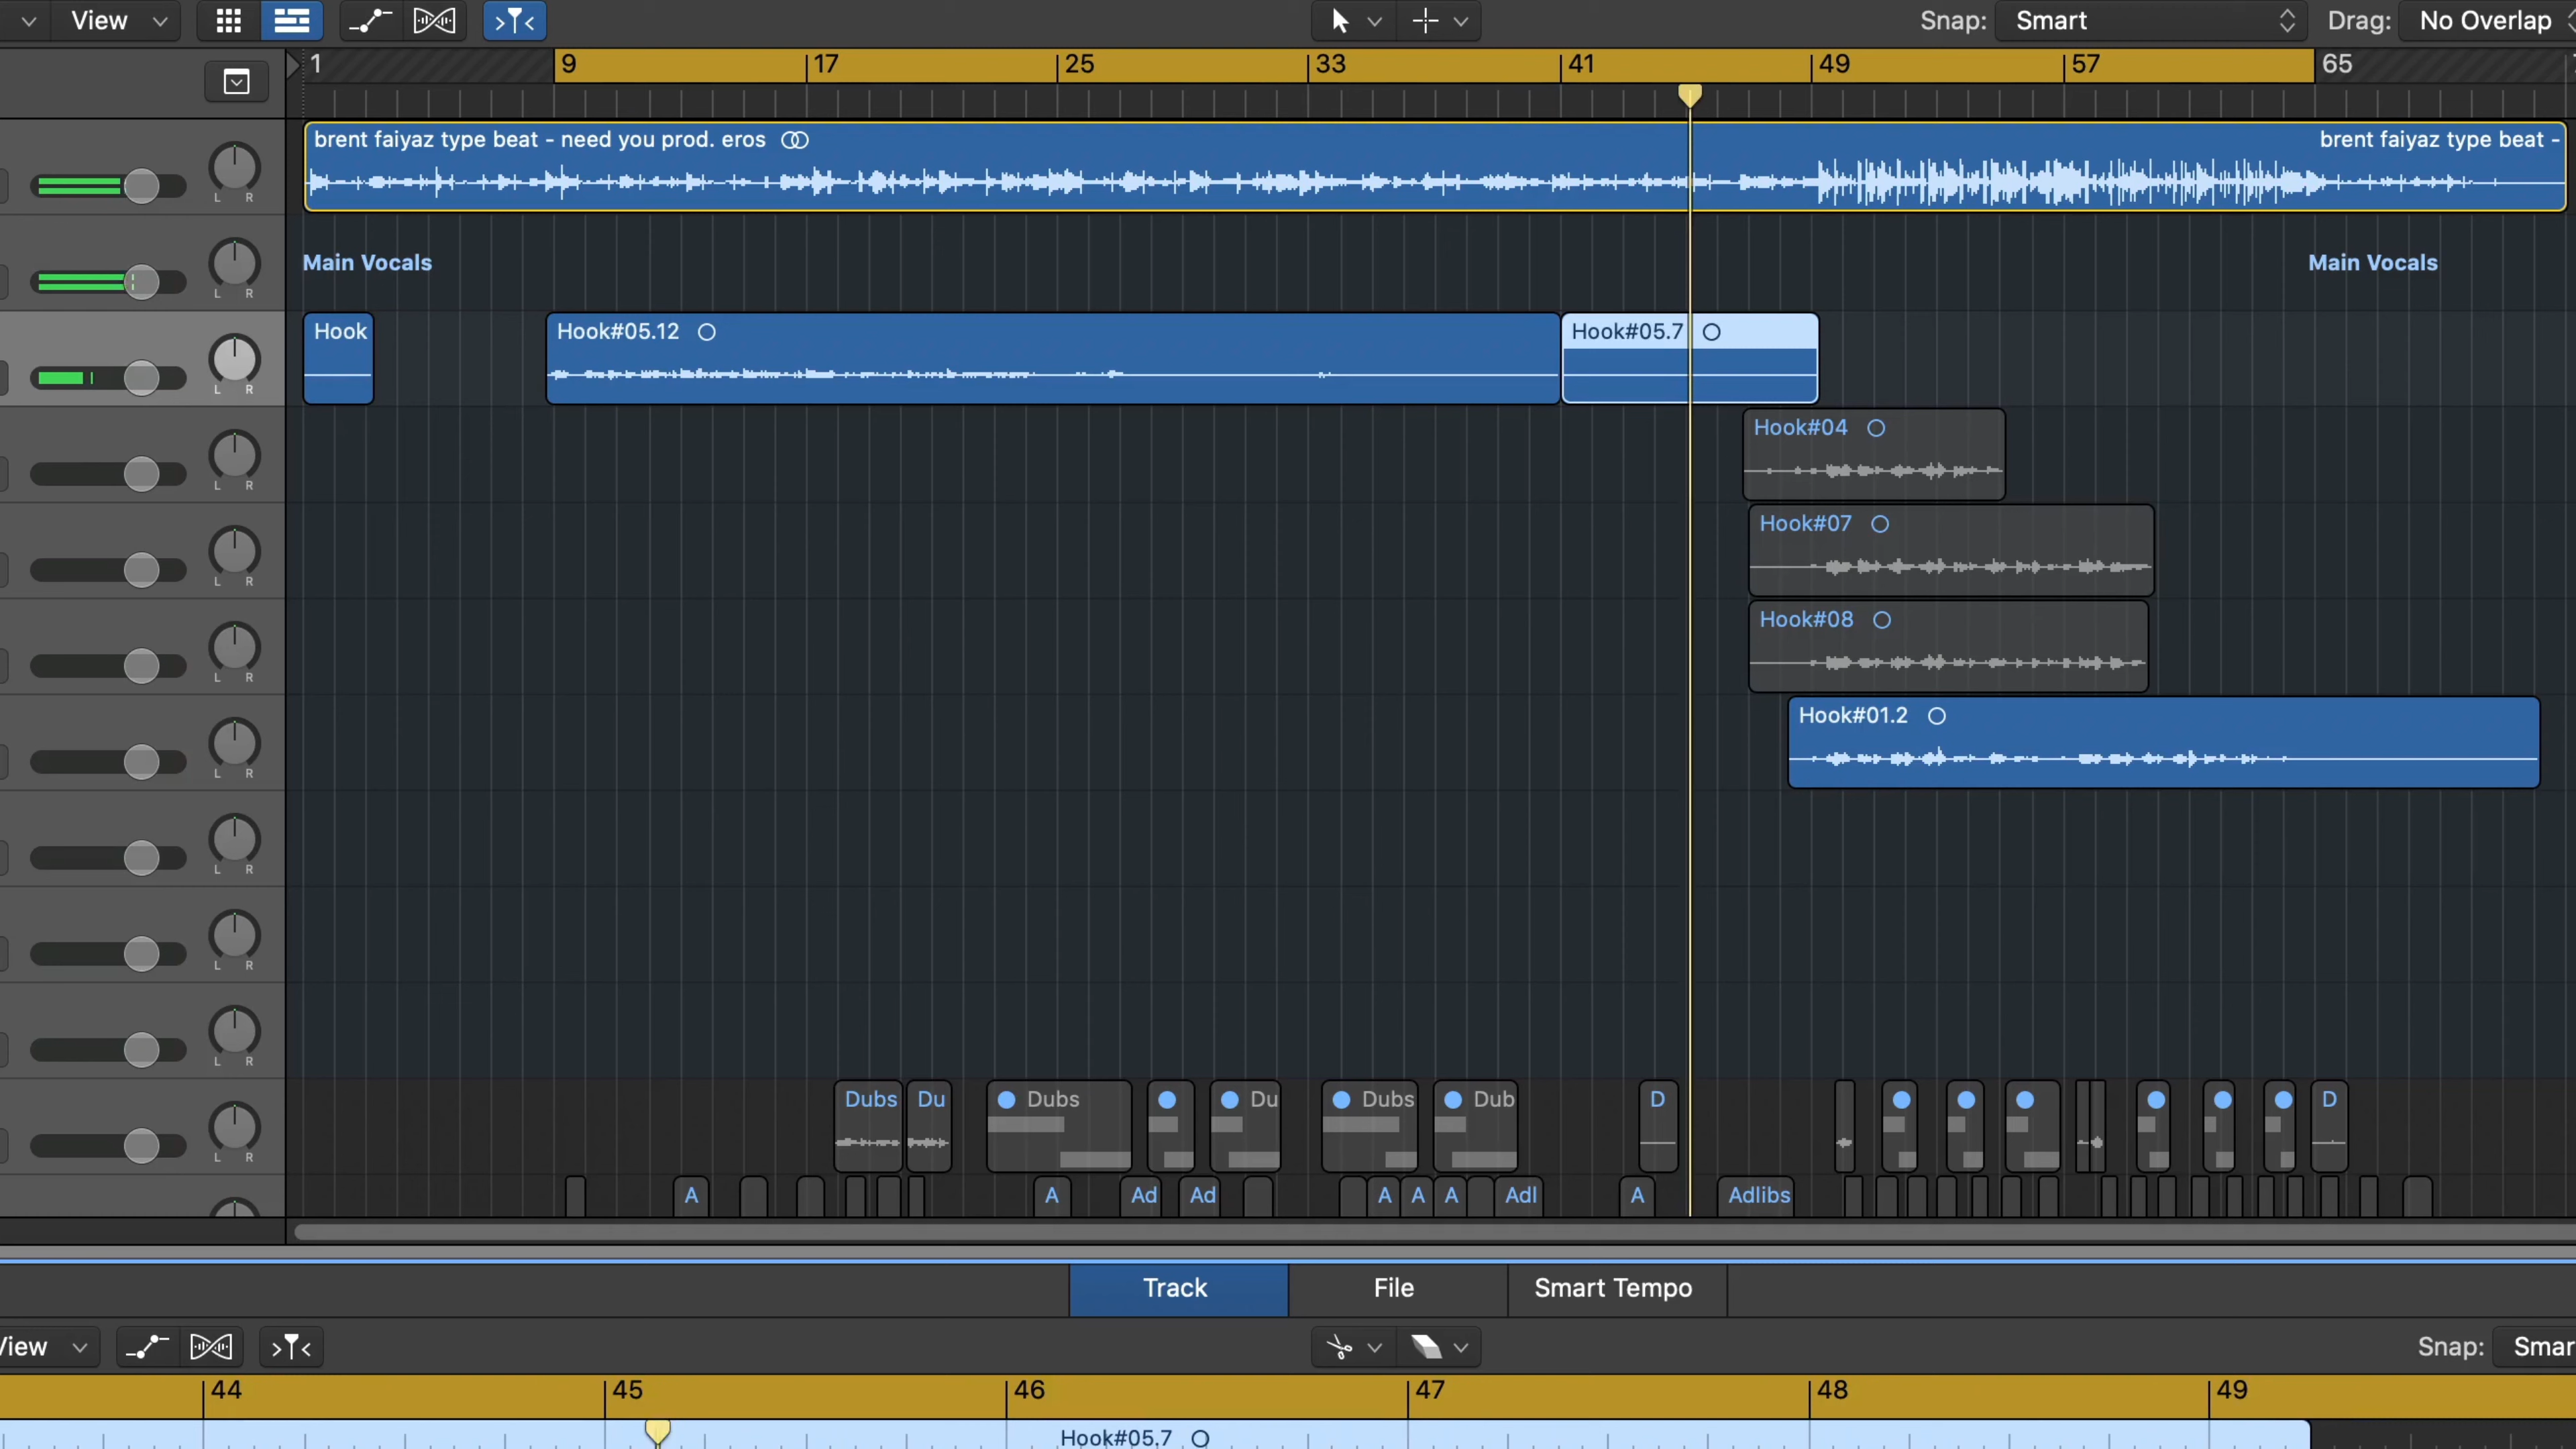 View Snap: Smart Drag: No Overlap
1 9 17 25 33 41 49 57 65
brent faiyaz type beat - need you prod. eros brent faiyaz type beat -
L R
Main Vocals Main Vocals
L R
Hook Hook#05.12 Hook#05.7
L R
Hook#04
L R
Hook#07
L R
Hook#08
L R
Hook#01.2
L R
L R
L R
L R
Dubs Du Dubs Du Dubs Dub D D
L R
A A Ad Ad A A A Adl A Adlibs
Track File Smart Tempo
View Snap: Smar
44 45 46 47 48 49
Hook#05.7